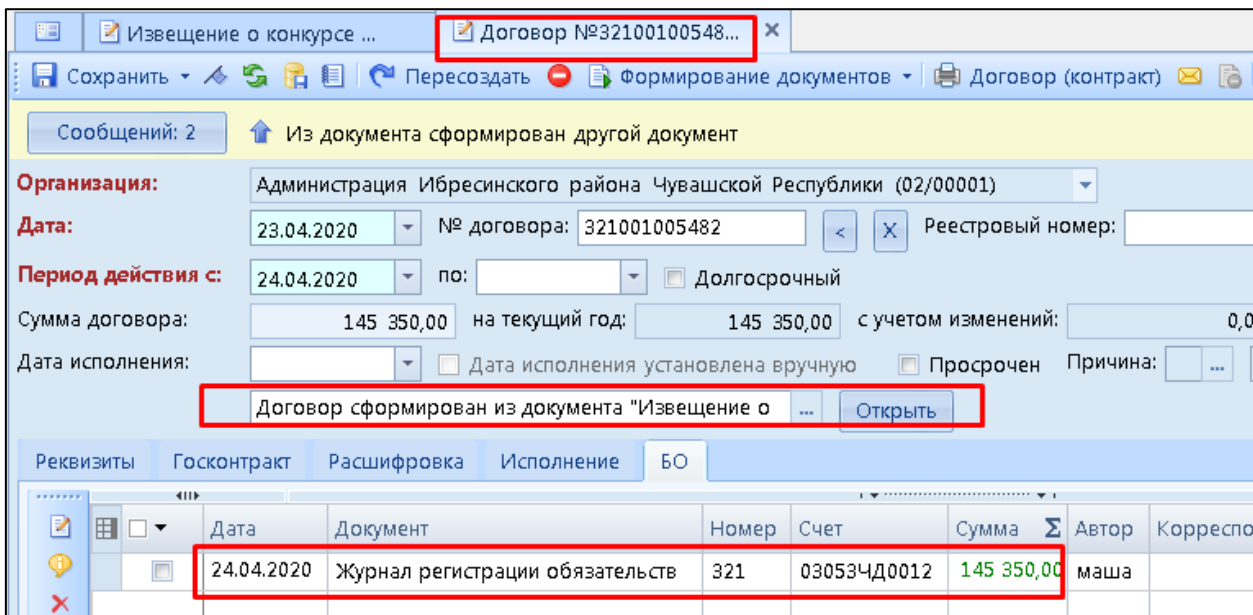 Извещение о конкурсе ... Договор №32100100548...
Сохранить Пересоздать Формирование документов Договор (контракт)
Сообщений: 2 Из документа сформирован другой документ
Организация: Администрация Ибресинского района Чувашской Республики (02/00001)
Дата: 23.04.2020 № договора: 321001005482 < X Реестровый номер:
Период действия с: 24.04.2020 по: Долгосрочный
Сумма договора: 145 350,00 на текущий год: 145 350,00 с учетом изменений: 0,0
Дата исполнения: Дата исполнения установлена вручную Просрочен Причина: ...
Договор сформирован из документа "Извещение о ... Открыть
Реквизиты Госконтракт Расшифровка Исполнение БО
Дата Документ Номер Счет Сумма Σ Автор Корреспо
24.04.2020 Журнал регистрации обязательств 321 03053ЧД0012 145 350,00 маша